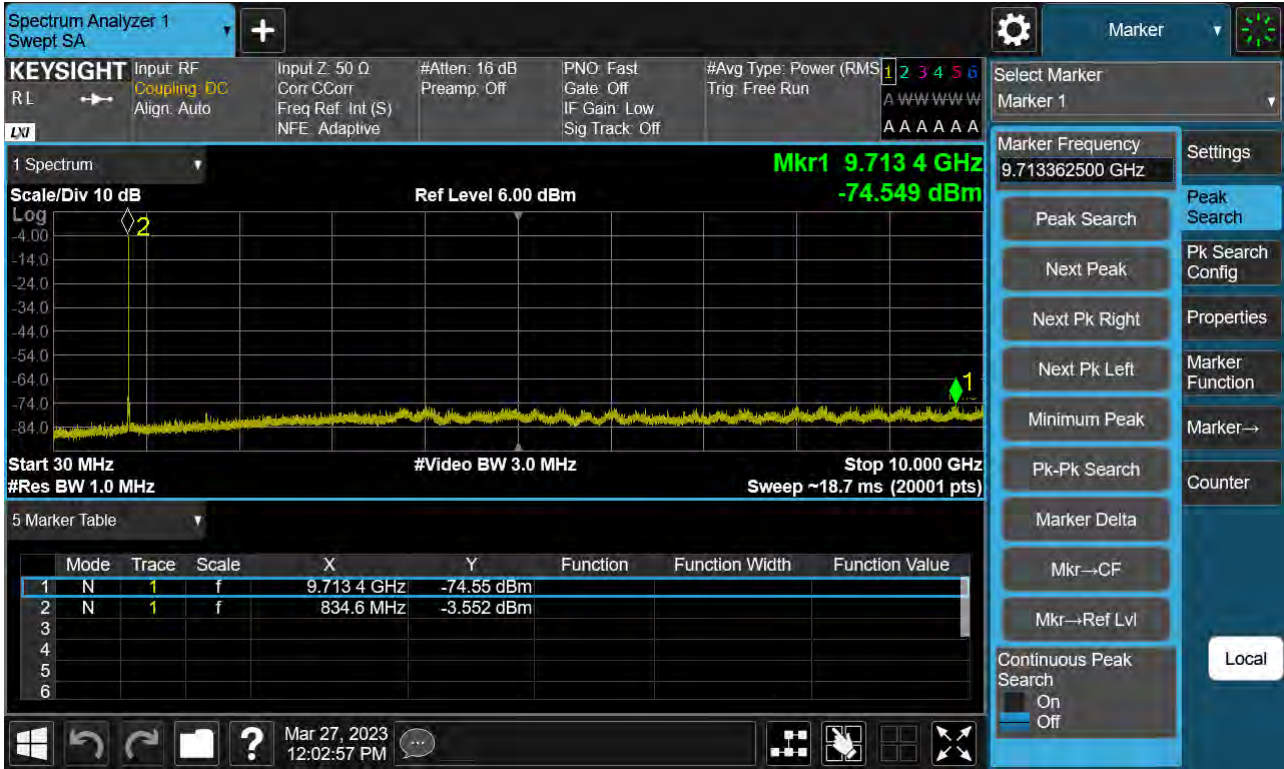 Spectrum Analyzer 1
Swept SA
+
Marker
KEYSIGHT
Input: RF
Input Z: 50 Ω
#Atten: 16 dB
PNO: Fast
#Avg Type: Power (RMS
1 2 3 4 5 6
R L
Coupling: DC
Corr CCorr
Preamp: Off
Gate: Off
Trig: Free Run
A W W W W W
Align: Auto
Freq Ref: Int (S)
IF Gain: Low
LXI
NFE: Adaptive
Sig Track: Off
A A A A A A
Select Marker
Marker 1
1 Spectrum
Mkr1 9.713 4 GHz
Scale/Div 10 dB
Ref Level 6.00 dBm
-74.549 dBm
Log
2
-4.00
-14.0
-24.0
-34.0
-44.0
-54.0
-64.0
1
-74.0
-84.0
Start 30 MHz
#Video BW 3.0 MHz
Stop 10.000 GHz
#Res BW 1.0 MHz
Sweep ~18.7 ms (20001 pts)
5 Marker Table
Mode Trace Scale X Y Function Function Width Function Value
1 N 1 f 9.713 4 GHz -74.55 dBm
2 N 1 f 834.6 MHz -3.552 dBm
3
4
5
6
Marker Frequency
9.713362500 GHz
Peak Search
Next Peak
Next Pk Right
Next Pk Left
Minimum Peak
Pk-Pk Search
Marker Delta
Mkr→CF
Mkr→Ref Lvl
Continuous Peak
Search
On
Off
Settings
Peak
Search
Pk Search
Config
Properties
Marker
Function
Marker→
Counter
Local
?
Mar 27, 2023
12:02:57 PM